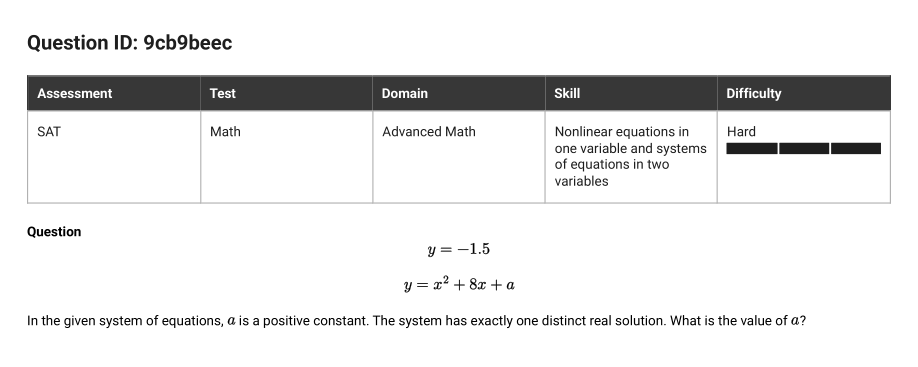 Question ID: 9cb9beec
Assessment Test Domain Skill Difficulty
SAT Math Advanced Math Nonlinear equations in one variable and systems of equations in two variables Hard
Question
y = −1.5
y = x² + 8x + a
In the given system of equations, a is a positive constant. The system has exactly one distinct real solution. What is the value of a?